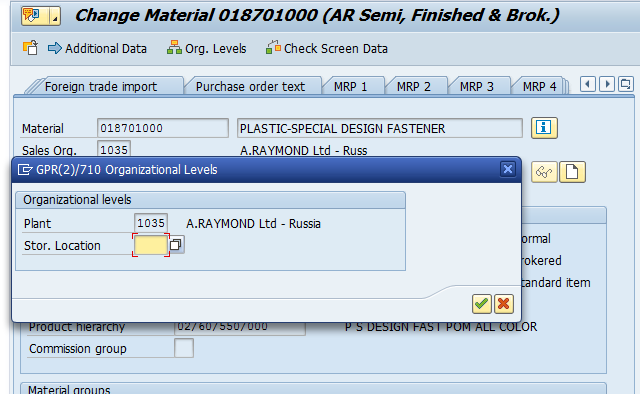 Change Material 018701000 (AR Semi, Finished & Brok.)
Additional Data Org. Levels Check Screen Data
Foreign trade import Purchase order text MRP 1 MRP 2 MRP 3 MRP 4
Material 018701000 PLASTIC-SPECIAL DESIGN FASTENER
Sales Org. 1035 A.RAYMOND Ltd - Russ
GPR(2)/710 Organizational Levels
Organizational levels
Plant 1035 A.RAYMOND Ltd - Russia
Stor. Location
ormal
rokered
tandard item
Product hierarchy 02/60/550/000 P S DESIGN FAST POM ALL COLOR
Commission group
Material groups